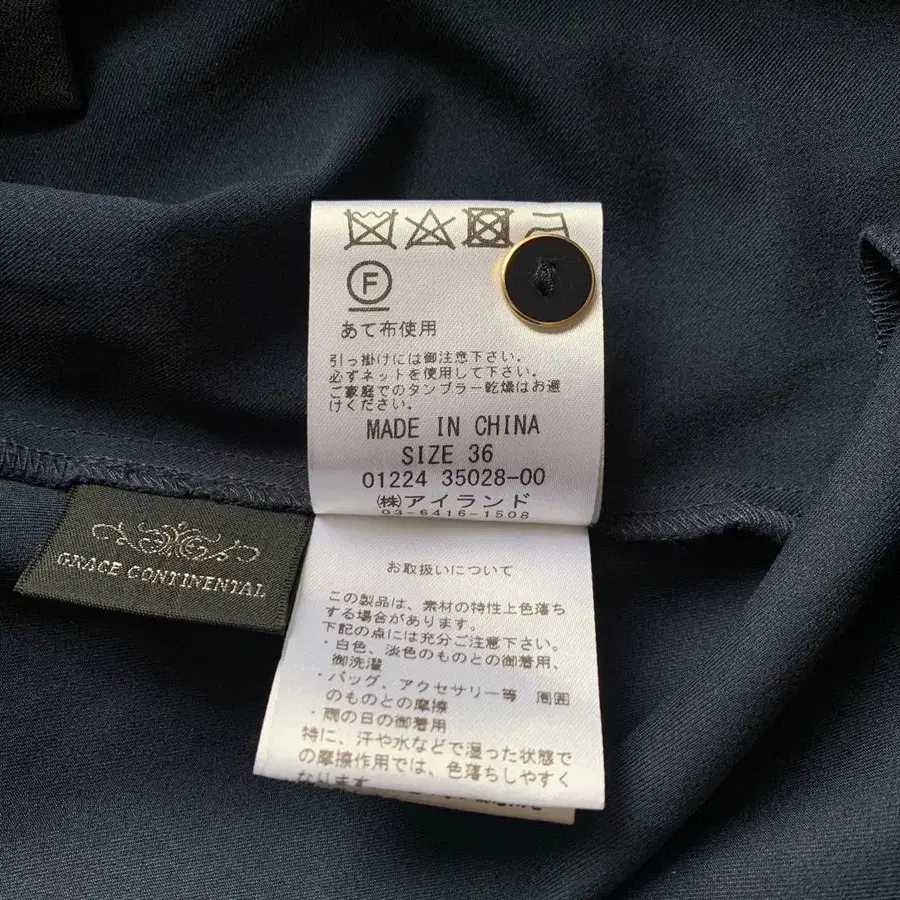 F
あて布使用
引っ掛けには御注意下さい。
必ずネットを使用して下さい。
ご家庭でのタンブラー乾燥はお避
けください。
MADE IN CHINA
SIZE 36
01224 35028-00
(株)アイランド
03-6416-1508
GRACE CONTINENTAL
お取扱いについて
この製品は、素材の特性上色落ち
する場合があります。
下記の点には充分ご注意下さい。
・白色、淡色のものとの御着用、
御洗濯
・バッグ、アクセサリー等 周囲
のものとの摩擦
・雨の日の御着用
特に、汗や水などで湿った状態で
の摩擦作用では、色落ちしやすく
なります